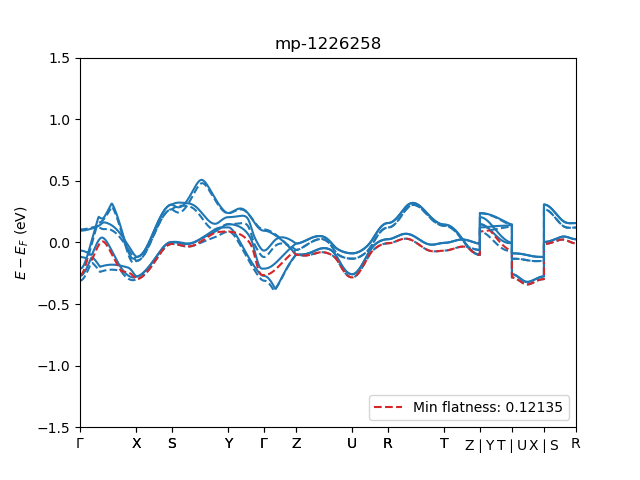 mp-1226258
E − E_F (eV)
1.5
1.0
0.5
0.0
−0.5
−1.0
−1.5
Min flatness: 0.12135
Γ X S Y Γ Z U R T Z | Y T | U X | S R